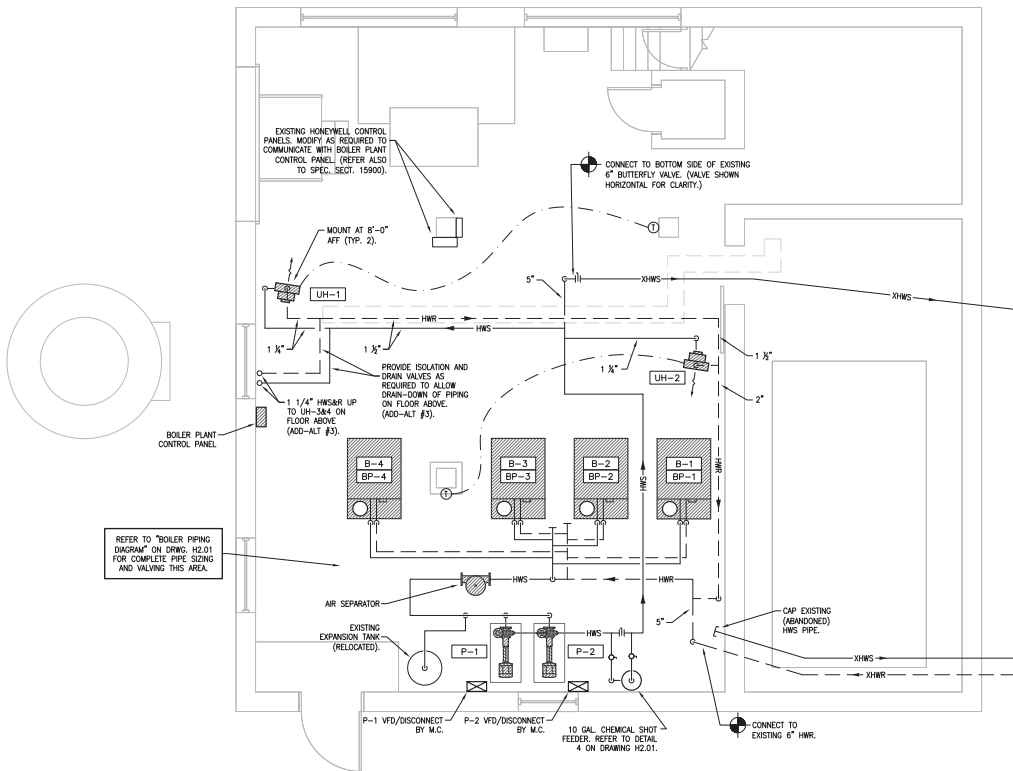 EXISTING HONEYWELL CONTROL
PANELS. MODIFY AS REQUIRED TO
COMMUNICATE WITH BOILER PLANT
CONTROL PANEL. (REFER ALSO
TO SPEC. SECT. 15900).
CONNECT TO BOTTOM SIDE OF EXISTING
6" BUTTERFLY VALVE. (VALVE SHOWN
HORIZONTAL FOR CLARITY.)
MOUNT AT 8'-0"
AFF (TYP. 2).
T
UH-1
5"
XHWS
XHWS
HWR
HWS
1 ¼"
1 ½"
1 ¼"
1 ½"
UH-2
2"
PROVIDE ISOLATION AND
DRAIN VALVES AS
REQUIRED TO ALLOW
DRAIN-DOWN OF PIPING
ON FLOOR ABOVE.
(ADD-ALT #3).
1 1/4" HWS&R UP
TO UH-3&4 ON
FLOOR ABOVE
(ADD-ALT #3).
BOILER PLANT
CONTROL PANEL
B-4
BP-4
B-3
BP-3
B-2
BP-2
B-1
BP-1
T
HWS
HWR
REFER TO "BOILER PIPING
DIAGRAM" ON DRWG. H2.01
FOR COMPLETE PIPE SIZING
AND VALVING THIS AREA.
HWS
HWR
AIR SEPARATOR
5"
CAP EXISTING
(ABANDONED)
HWS PIPE.
EXISTING
EXPANSION TANK
(RELOCATED).
P-1
P-2
HWS
XHWS
XHWR
P-1 VFD/DISCONNECT
BY M.C.
P-2 VFD/DISCONNECT
BY M.C.
10 GAL. CHEMICAL SHOT
FEEDER. REFER TO DETAIL
4 ON DRAWING H2.01.
CONNECT TO
EXISTING 6" HWR.